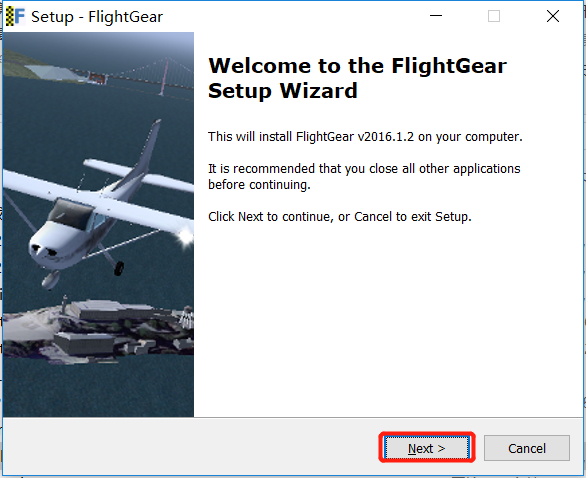 Setup - FlightGear
Welcome to the FlightGear
Setup Wizard
This will install FlightGear v2016.1.2 on your computer.
It is recommended that you close all other applications
before continuing.
Click Next to continue, or Cancel to exit Setup.
Next >
Cancel